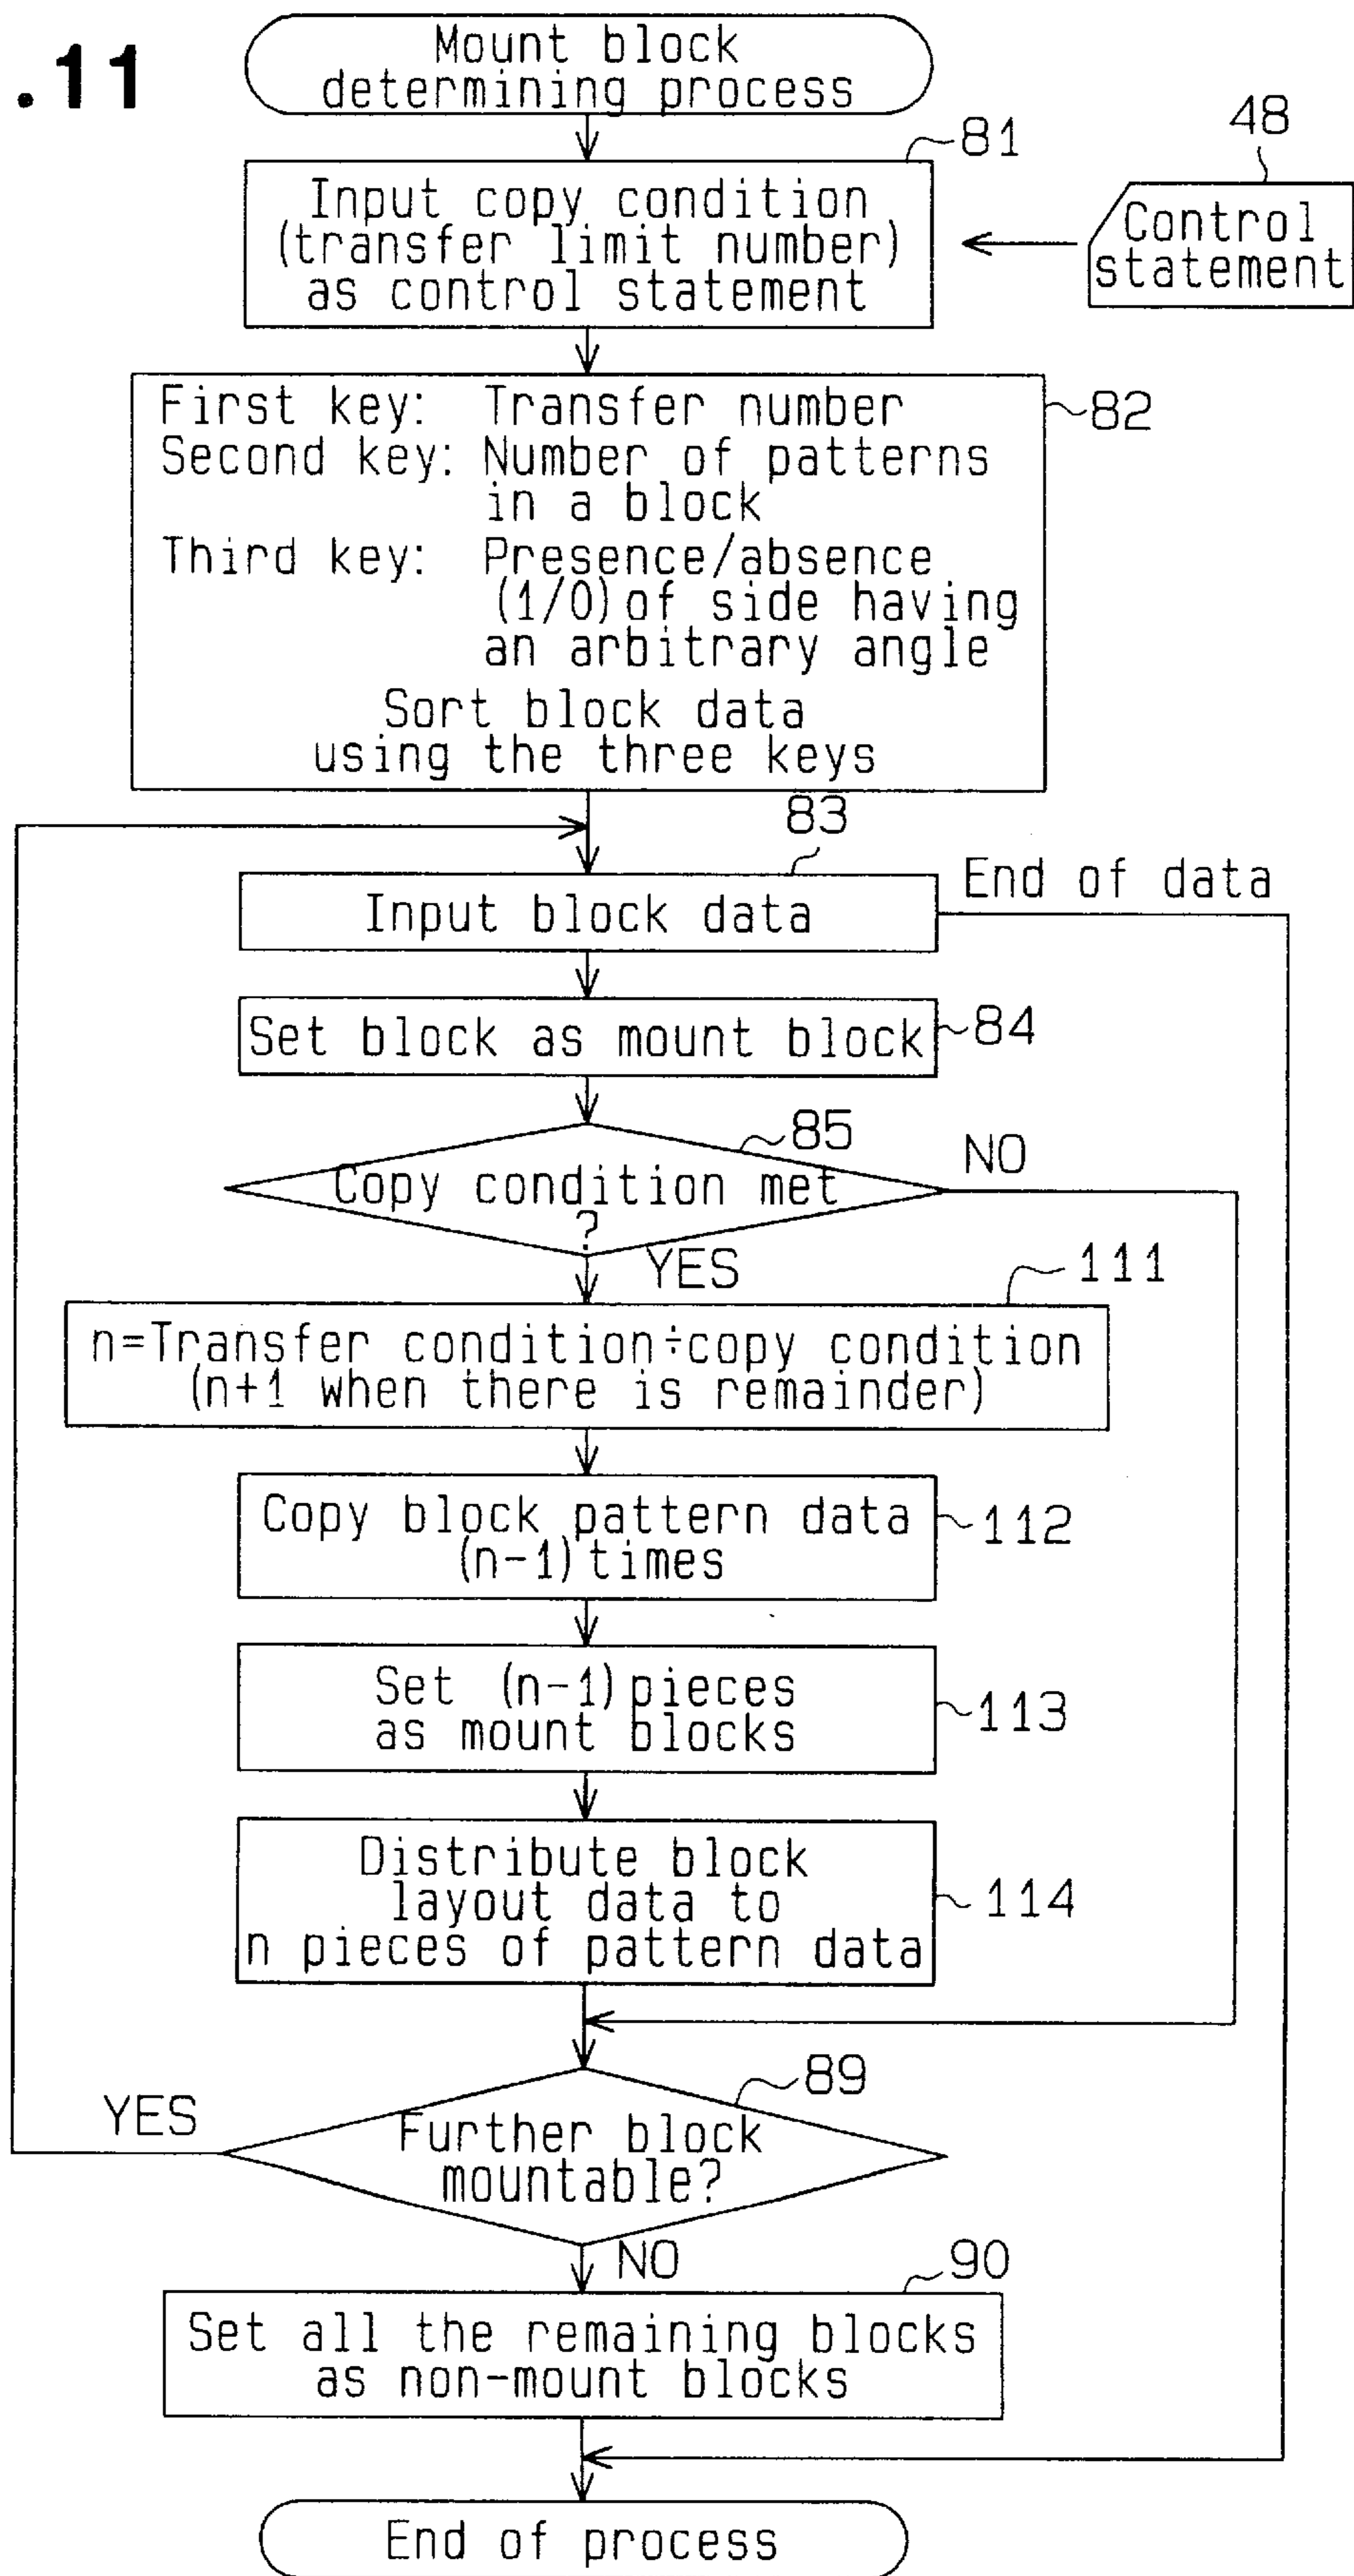 .11
Mount block
determining process
81
48
Input copy condition
(transfer limit number)
as control statement
Control
statement
82
First key: Transfer number
Second key: Number of patterns
in a block
Third key: Presence/absence
(1/0) of side having
an arbitrary angle
Sort block data
using the three keys
83
End of data
Input block data
Set block as mount block
84
85
NO
Copy condition met
?
YES
111
n=Transfer condition÷copy condition
(n+1 when there is remainder)
Copy block pattern data
(n-1) times
112
Set (n-1) pieces
as mount blocks
113
Distribute block
layout data to
n pieces of pattern data
114
89
YES
Further block
mountable?
NO
90
Set all the remaining blocks
as non-mount blocks
End of process